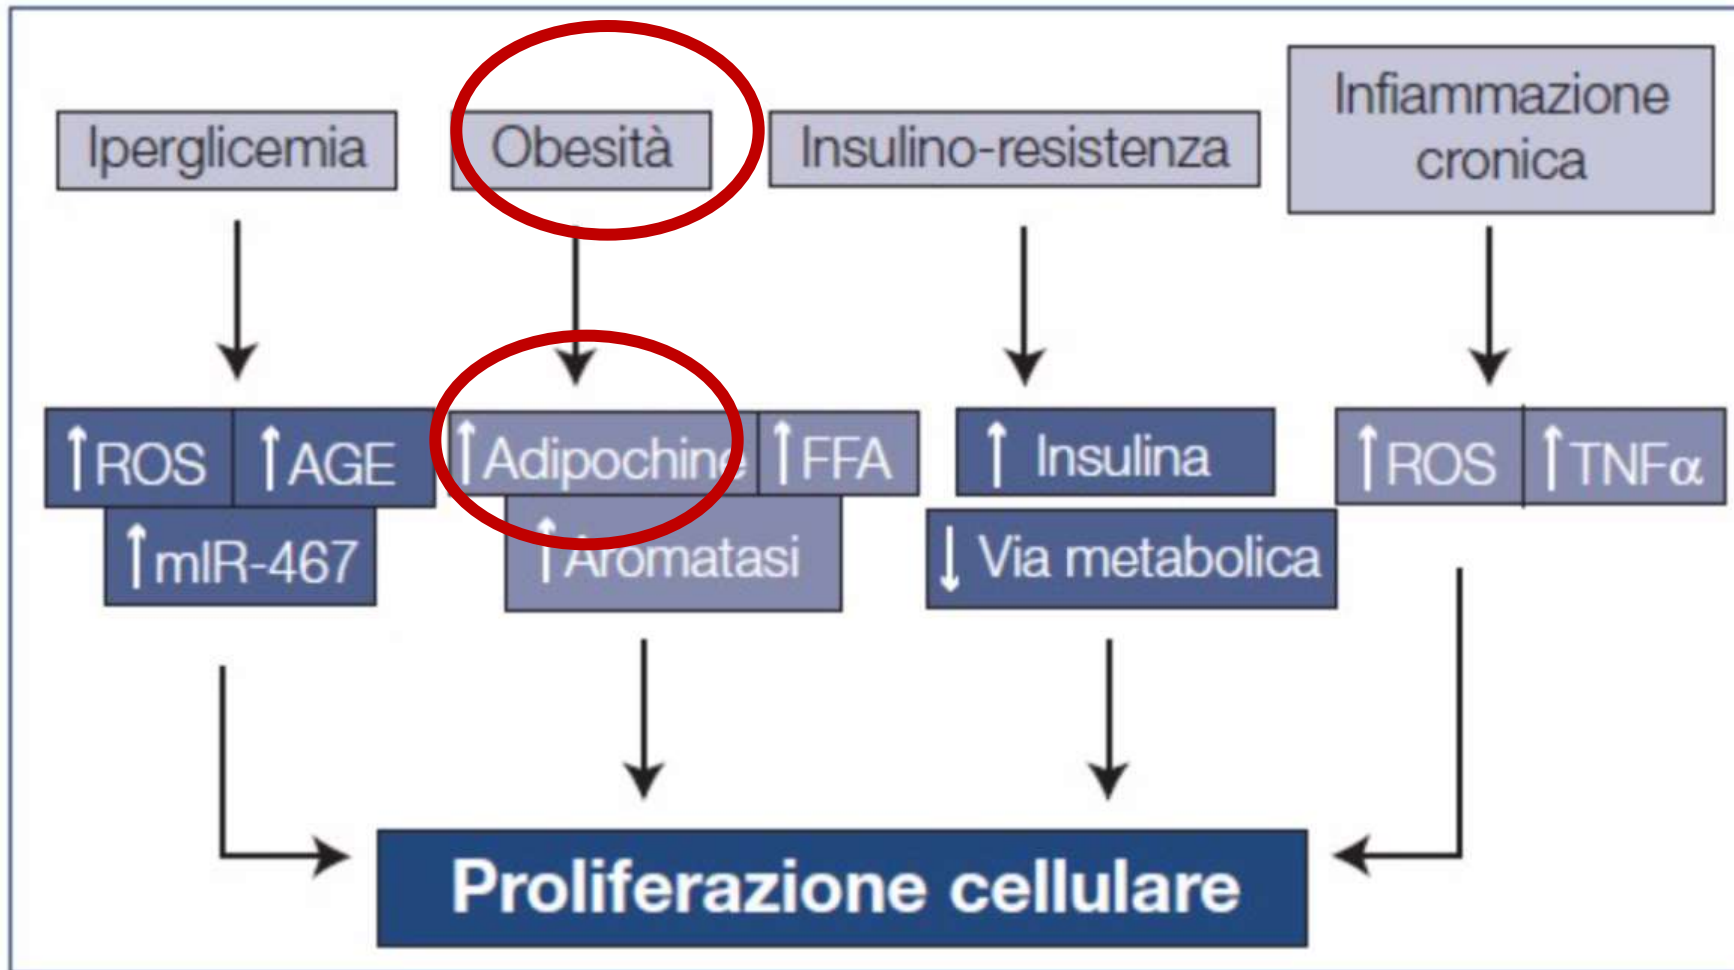 Iperglicemia
Obesità
Insulino-resistenza
Infiammazione
cronica
↑ROS ↑AGE
↑mIR-467
↑Adipochine ↑FFA
↑Aromatasi
↑ Insulina
↓ Via metabolica
↑ROS ↑TNFα
Proliferazione cellulare